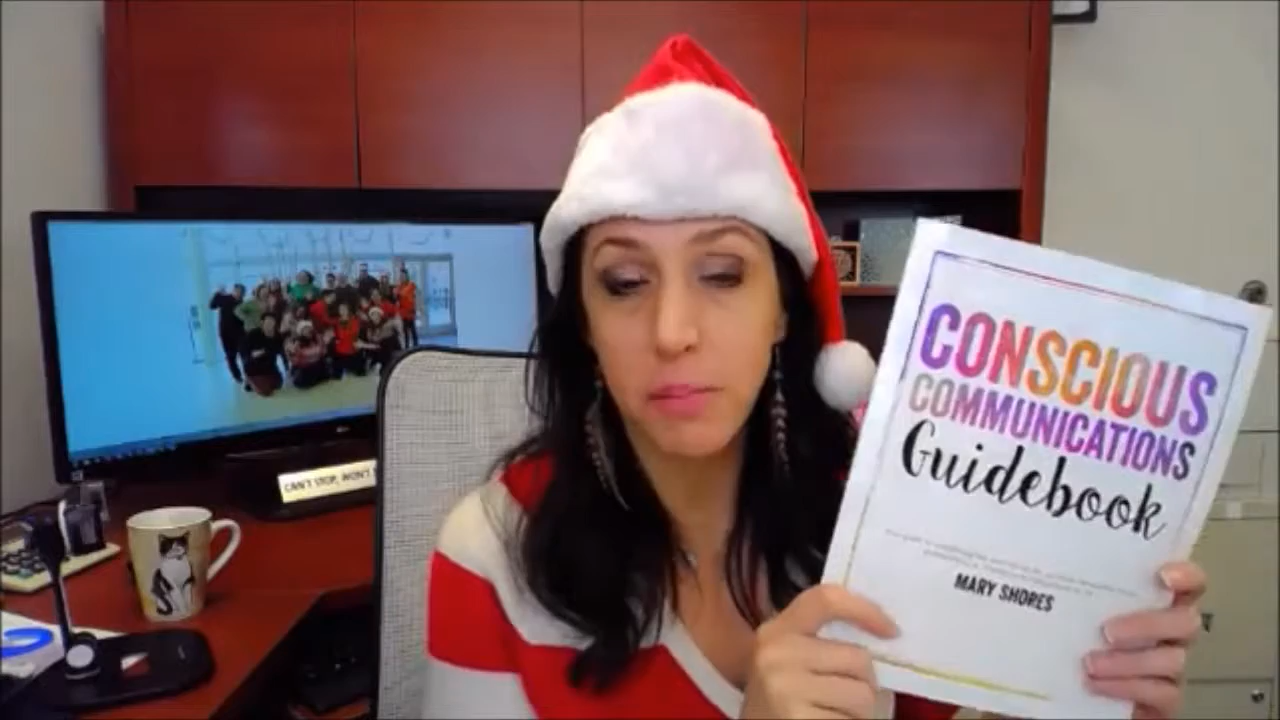 CAN'T STOP, WON'T
CONSCIOUS
COMMUNICATIONS
Guidebook
MARY SHORES